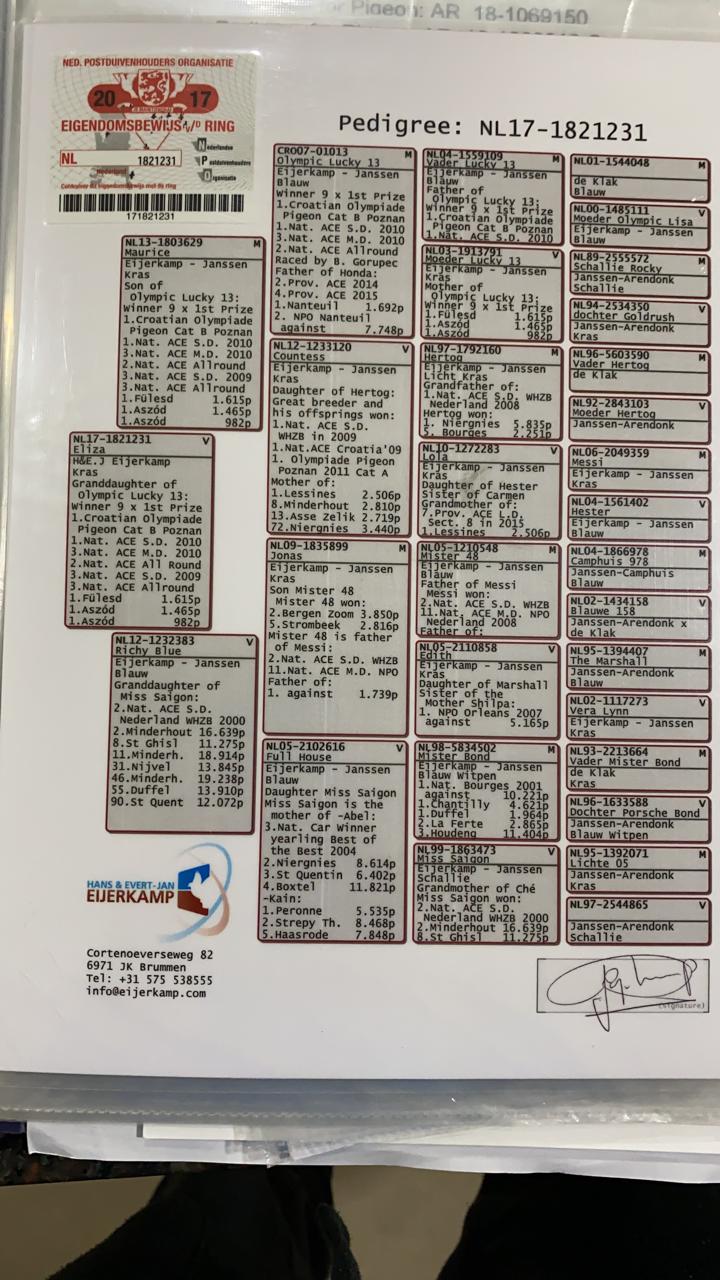 Pigeon: AR 18-1069150
NED. POSTDUIVENHOUDERS ORGANISATIE
20 17
EIGENDOMSBEWIJS v/D RING
NL 1821231
Nederlandse
Postduivenhouders
Organisatie
171821231
Pedigree: NL17-1821231
NL13-1803629 M
Maurice
Eijerkamp - Janssen
Kras
Son of
Olympic Lucky 13:
Winner 9 x 1st Prize
1.Croatian Olympiade
Pigeon Cat B Poznan
1.Nat. ACE S.D. 2010
3.Nat. ACE M.D. 2010
2.Nat. ACE Allround
3.Nat. ACE S.D. 2009
3.Nat. ACE Allround
1.Fülesd 1.615p
1.Aszód 1.465p
1.Aszód 982p
NL17-1821231 V
Eliza
H&E.J Eijerkamp
Kras
Granddaughter of
Olympic Lucky 13:
Winner 9 x 1st Prize
1.Croatian Olympiade
Pigeon Cat B Poznan
1.Nat. ACE S.D. 2010
3.Nat. ACE M.D. 2010
2.Nat. ACE All Round
3.Nat. ACE S.D. 2009
3.Nat. ACE Allround
1.Fülesd 1.615p
1.Aszód 1.465p
1.Aszód 982p
NL12-1232383 V
Richy Blue
Eijerkamp - Janssen
Blauw
Granddaughter of
Miss Saigon:
2.Nat. ACE S.D.
Nederland WHZB 2000
2.Minderhout 16.639p
8.St Ghisl 11.275p
11.Minderh. 18.914p
31.Nijvel 13.845p
46.Minderh. 19.238p
55.Duffel 13.910p
90.St Quent 12.072p
CRO07-01013 M
Olympic Lucky 13
Eijerkamp - Janssen
Blauw
Winner 9 x 1st Prize
1.Croatian Olympiade
Pigeon Cat B Poznan
1.Nat. ACE S.D. 2010
3.Nat. ACE M.D. 2010
2.Nat. ACE Allround
Raced by B. Gorupec
Father of Honda:
2.Prov. ACE 2014
4.Prov. ACE 2015
1.Nanteuil 1.692p
2. NPO Nanteuil
against 7.748p
NL12-1233120 V
Countess
Eijerkamp - Janssen
Kras
Daughter of Hertog:
Great breeder and
his offsprings won:
1.Nat. ACE S.D.
WHZB in 2009
1.Nat.ACE Croatia'09
1. Olympiade Pigeon
Poznan 2011 Cat A
Mother of:
1.Lessines 2.506p
8.Minderhout 2.810p
13.Asse Zelik 2.719p
72.Niergnies 3.440p
NL09-1835899 M
Jonas
Eijerkamp - Janssen
Kras
Son Mister 48
Mister 48 won:
2.Bergen Zoom 3.850p
5.Strombeek 2.816p
Mister 48 is father
of Messi:
2.Nat. ACE S.D. WHZB
11.Nat. ACE M.D. NPO
Father of:
1. against 1.739p
NL05-2102616 V
Full House
Eijerkamp - Janssen
Blauw
Daughter Miss Saigon
Miss Saigon is the
mother of -Abel:
3.Nat. Car Winner
yearling Best of
the Best 2004
2.Niergnies 8.614p
3.St Quentin 6.402p
4.Boxtel 11.821p
-Kain:
1.Peronne 5.535p
2.Strepy Th. 8.468p
5.Haasrode 7.848p
NL04-1559109 M
Vader Lucky 13
Eijerkamp - Janssen
Blauw
Father of
Olympic Lucky 13:
Winner 9 x 1st Prize
1.Croatian Olympiade
Pigeon Cat B Poznan
1.Nat. ACE S.D. 2010
NL03-1913791 V
Moeder Lucky 13
Eijerkamp - Janssen
Kras
Mother of
Olympic Lucky 13:
Winner 9 x 1st Prize
1.Fülesd 1.615p
1.Aszód 1.465p
1.Aszód 982p
NL97-1792160 M
Hertog
Eijerkamp - Janssen
Licht Kras
Grandfather of:
1.Nat. ACE S.D. WHZB
Nederland 2008
Hertog won:
1. Niergnies 5.835p
5. Bourges 2.251p
NL10-1272283 V
Lola
Eijerkamp - Janssen
Kras
Daughter of Hester
Sister of Carmen
Grandmother of:
7.Prov. ACE L.D.
Sect. 8 in 2015
1.Lessines 2.506p
NL05-1210548 M
Mister 48
Eijerkamp - Janssen
Blauw
Father of Messi
Messi won:
2.Nat. ACE S.D. WHZB
11.Nat. ACE M.D. NPO
Nederland 2008
Father of:
NL05-2110858 V
Edith
Eijerkamp - Janssen
Kras
Daughter of Marshall
Sister of the
Mother Shilpa:
1. NPO Orleans 2007
against 5.165p
NL98-5834502 M
Mister Bond
Eijerkamp - Janssen
Blauw Witpen
1.Nat. Bourges 2001
against 10.221p
1.Chantilly 4.621p
1.Duffel 1.964p
2.La Ferte 2.865p
3.Houdeng 11.404p
NL99-1863473 V
Miss Saigon
Eijerkamp - Janssen
Schallie
Grandmother of Ché
Miss Saigon won:
2.Nat. ACE S.D.
Nederland WHZB 2000
2.Minderhout 16.639p
8.St Ghisl 11.275p
NL01-1544048 M
de Klak
Blauw
NL00-1485111 V
Moeder Olympic Lisa
Eijerkamp - Janssen
Blauw
NL89-2555572 M
Schallie Rocky
Janssen-Arendonk
Schallie
NL94-2534350 V
dochter Goldrush
Janssen-Arendonk
Kras
NL96-5603590 M
Vader Hertog
de Klak
NL92-2843103 V
Moeder Hertog
Janssen-Arendonk
NL06-2049359 M
Messi
Eijerkamp - Janssen
Kras
NL04-1561402 V
Hester
Eijerkamp - Janssen
Blauw
NL04-1866978 M
Camphuis 978
Janssen-Camphuis
Blauw
NL02-1434158 V
Blauwe 158
Janssen-Arendonk x
de Klak
NL95-1394407 M
The Marshall
Janssen-Arendonk
Blauw
NL02-1117273 V
Vera Lynn
Eijerkamp - Janssen
Kras
NL93-2213664 M
Vader Mister Bond
de Klak
Kras
NL96-1633588 V
Dochter Porsche Bond
Janssen-Arendonk
Blauw Witpen
NL95-1392071 M
Lichte 05
Janssen-Arendonk
Kras
NL97-2544865 V
Janssen-Arendonk
Schallie
HANS & EVERT-JAN
EIJERKAMP
Cortenoeverseweg 82
6971 JK Brummen
Tel: +31 575 538555
info@eijerkamp.com
(signature)